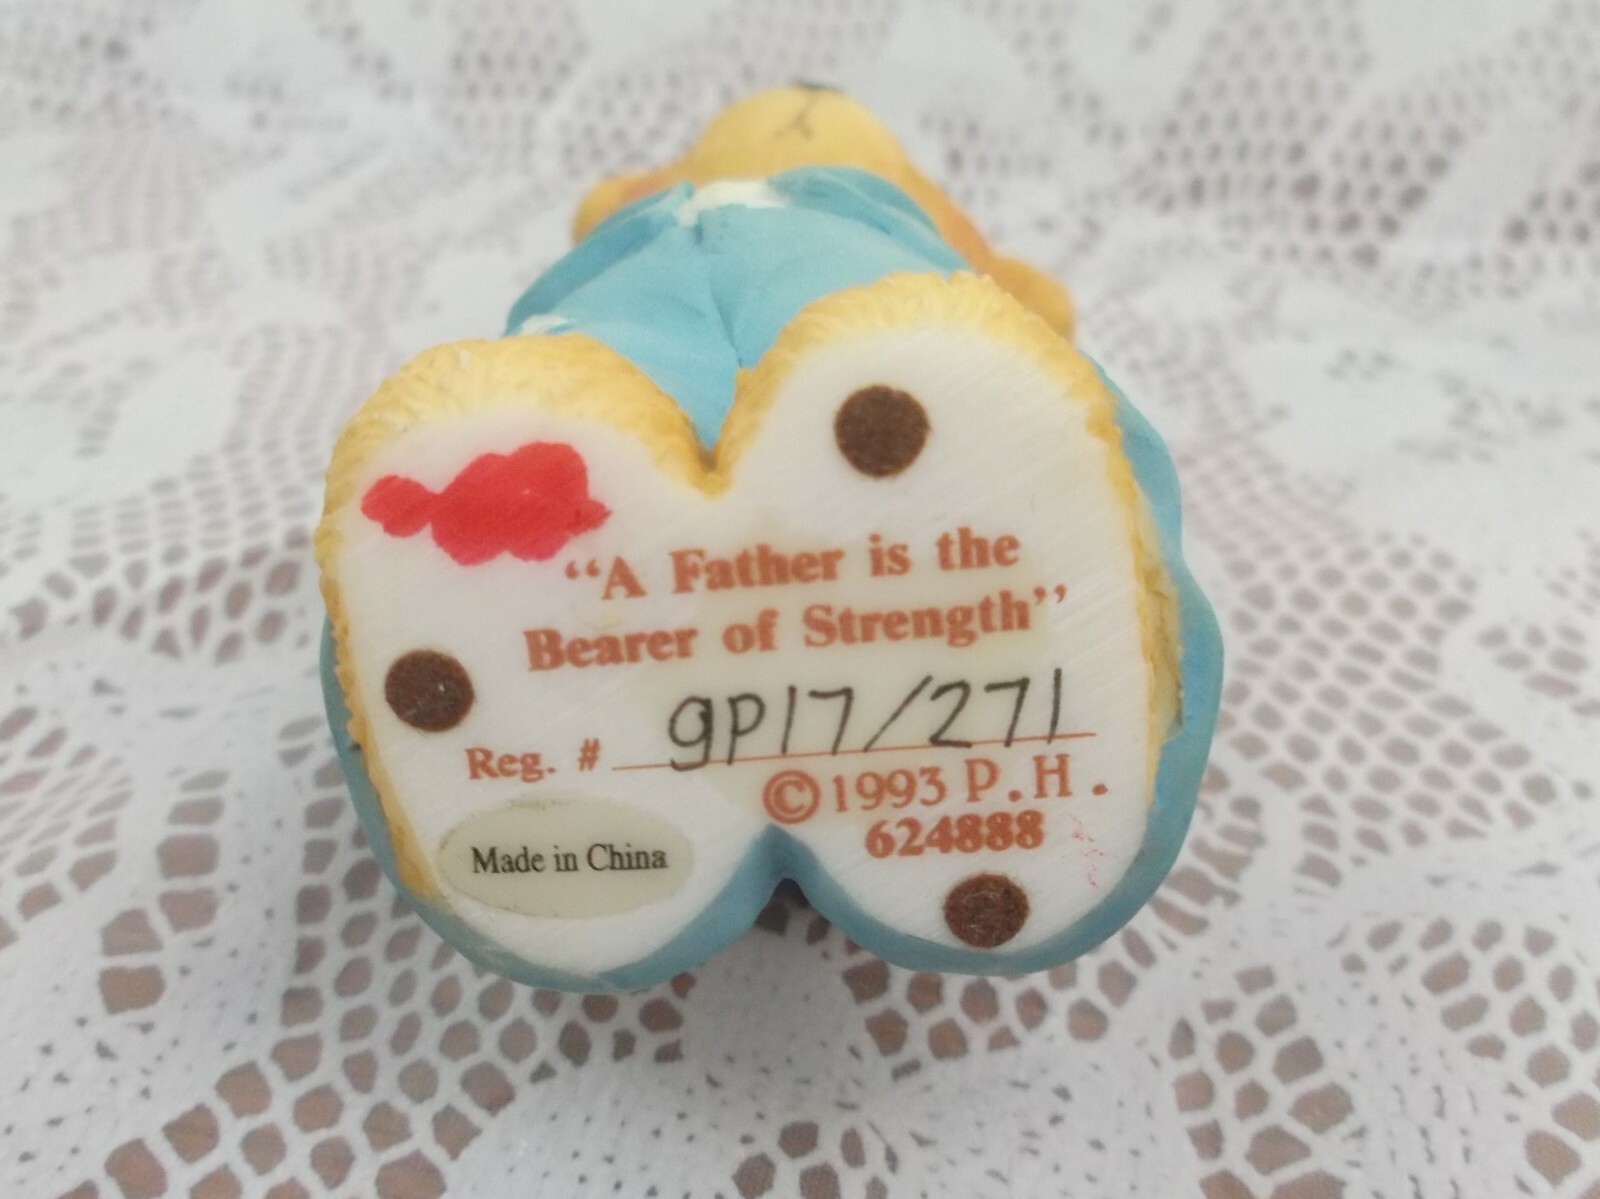 “A Father is the
Bearer of Strength”
Reg. # 9P17/271
©1993 P.H.
624888
Made in China